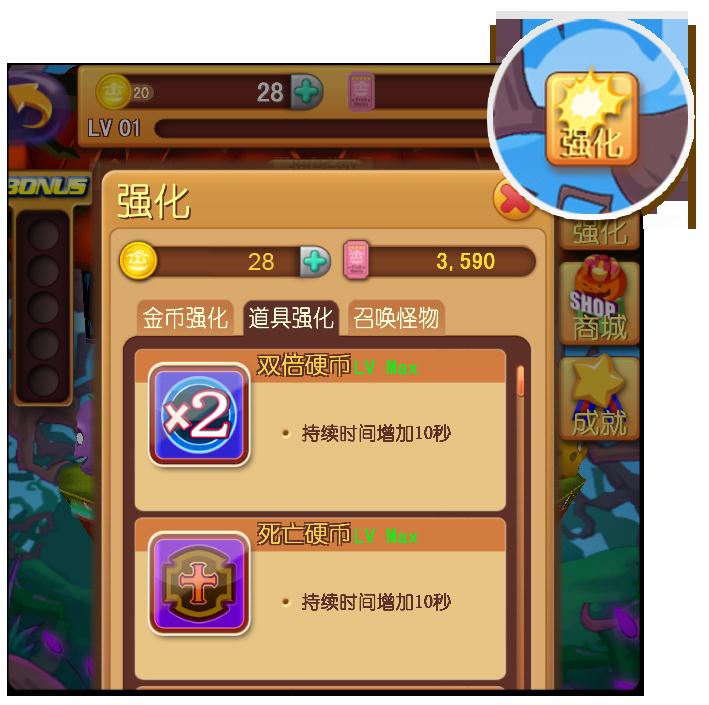 20
28
LV 01
强化
BONUS
强化
28
3,590
强化
SHOP
商城
金币强化
道具强化
召唤怪物
双倍硬币LV Max
×2
持续时间增加10秒
成就
死亡硬币LV Max
持续时间增加10秒